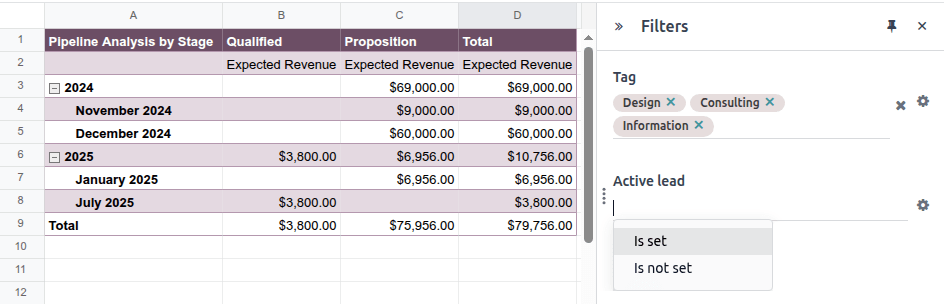 A B C D
1 Pipeline Analysis by Stage Qualified Proposition Total
2 Expected Revenue Expected Revenue Expected Revenue
3 2024 $69,000.00 $69,000.00
4 November 2024 $9,000.00 $9,000.00
5 December 2024 $60,000.00 $60,000.00
6 2025 $3,800.00 $6,956.00 $10,756.00
7 January 2025 $6,956.00 $6,956.00
8 July 2025 $3,800.00 $3,800.00
9 Total $3,800.00 $75,956.00 $79,756.00
10
11
12
Filters
Tag
Design Consulting
Information
Active lead
Is set
Is not set